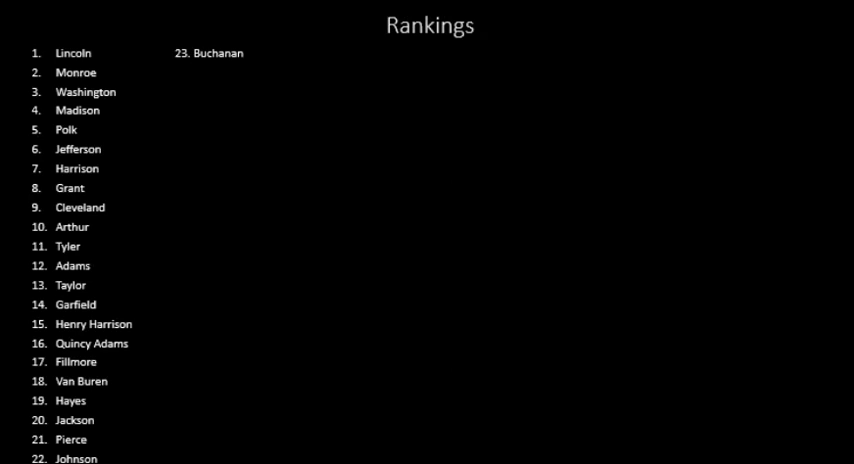 Rankings
1. Lincoln
2. Monroe
3. Washington
4. Madison
5. Polk
6. Jefferson
7. Harrison
8. Grant
9. Cleveland
10. Arthur
11. Tyler
12. Adams
13. Taylor
14. Garfield
15. Henry Harrison
16. Quincy Adams
17. Fillmore
18. Van Buren
19. Hayes
20. Jackson
21. Pierce
22. Johnson
23. Buchanan